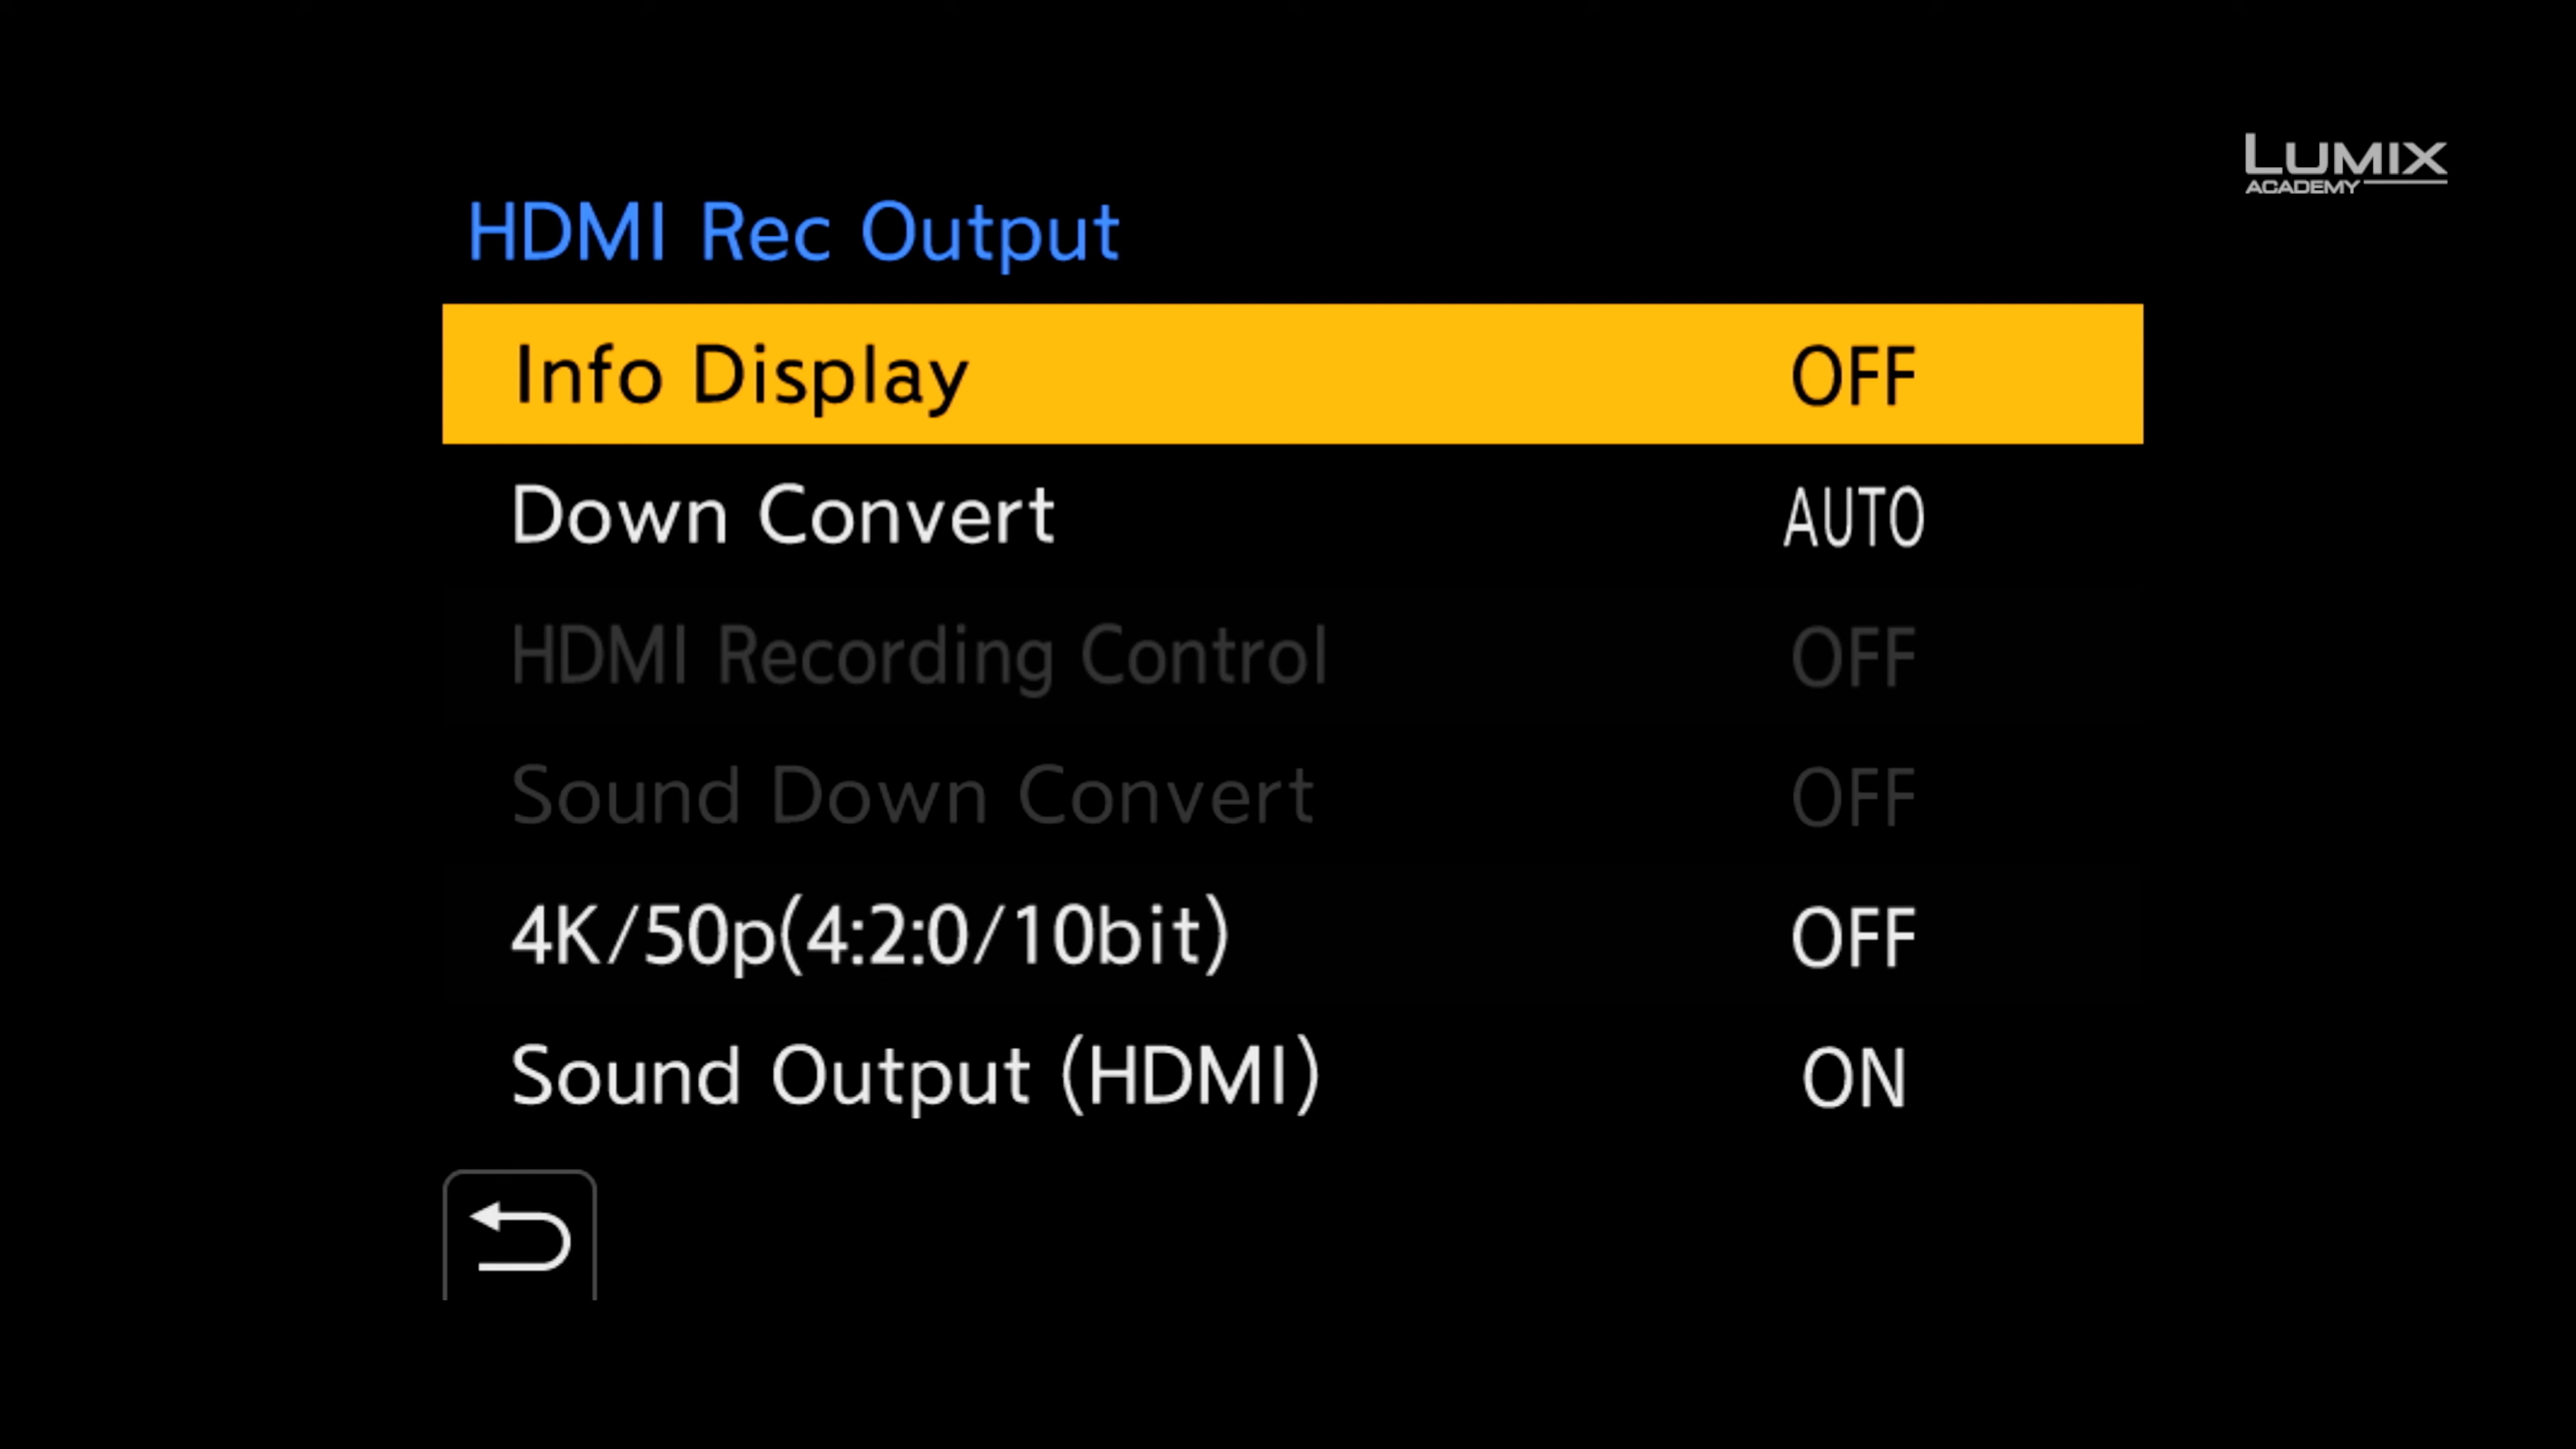 LUMIX
ACADEMY
HDMI Rec Output
Info Display OFF
Down Convert AUTO
HDMI Recording Control OFF
Sound Down Convert OFF
4K/50p(4:2:0/10bit) OFF
Sound Output (HDMI) ON